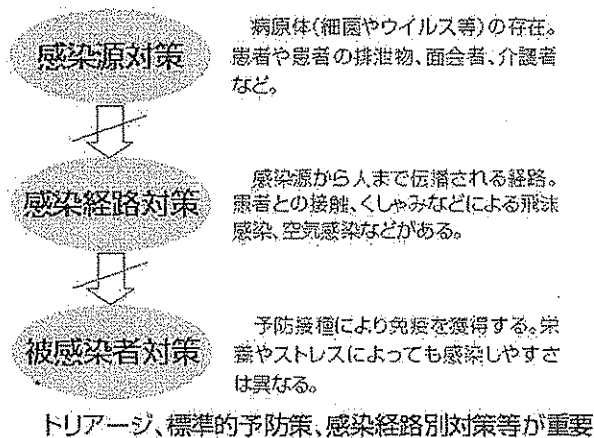 感染源対策
病原体(細菌やウイルス等)の存在。
患者や患者の排泄物、面会者、介護者
など。
感染経路対策
感染源から人まで伝播される経路。
患者との接触、くしゃみなどによる飛沫
感染、空気感染などがある。
被感染者対策
予防接種により免疫を獲得する。栄
養やストレスによっても感染しやすさ
は異なる。
トリアージ、標準的予防策、感染経路別対策等が重要